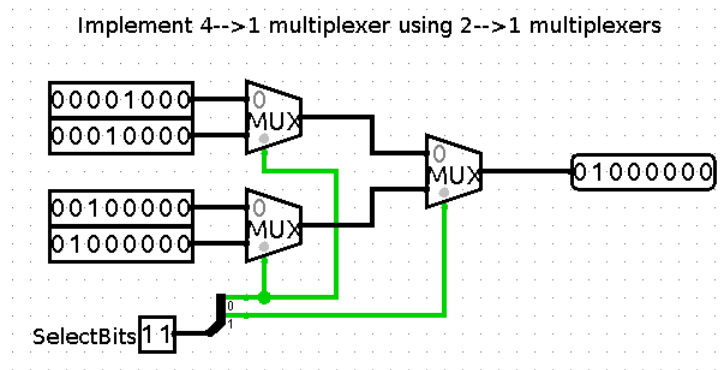 Implement 4-->1 multiplexer using 2-->1 multiplexers
00001000
00010000
0
MUX
0
MUX
01000000
00100000
01000000
0
MUX
0
1
SelectBits 11